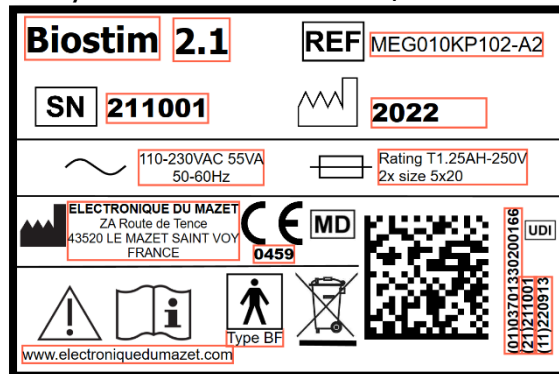 Biostim 2.1
REF MEG010KP102-A2
SN 211001
2022
110-230VAC 55VA
50-60Hz
Rating T1.25AH-250V
2x size 5x20
ELECTRONIQUE DU MAZET
ZA Route de Tence
43520 LE MAZET SAINT VOY
FRANCE
CE
0459
MD
UDI
(01)03701330200166
(21)211001
(11)220913
Type BF
www.electroniquedumazet.com